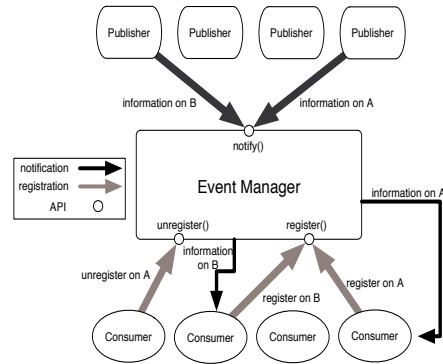 Publisher
Publisher
Publisher
Publisher
information on B
information on A
notify()
notification
registration
API
Event Manager
information on A
unregister()
register()
information
on B
unregister on A
register on B
register on A
Consumer
Consumer
Consumer
Consumer